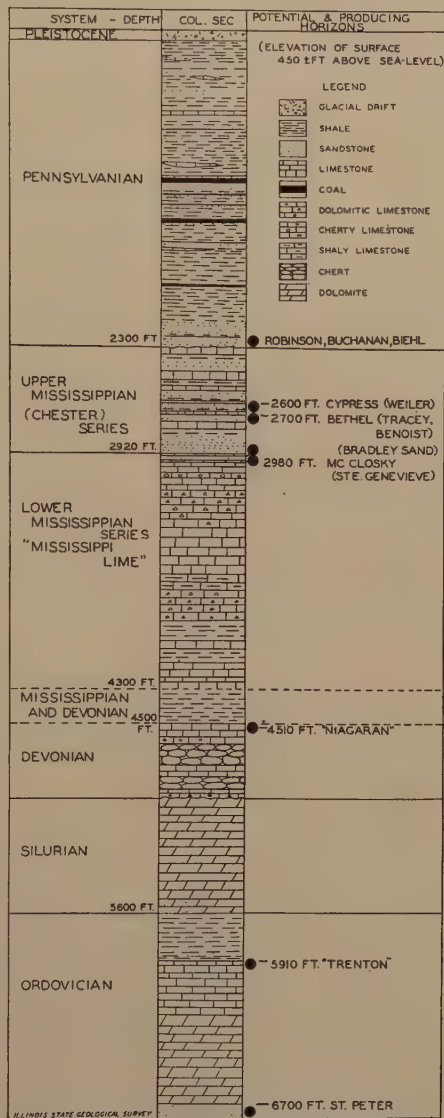 SYSTEM - DEPTH
COL. SEC
POTENTIAL & PRODUCING
HORIZONS
PLEISTOCENE
(ELEVATION OF SURFACE
450 ± FT ABOVE SEA-LEVEL)
LEGEND
GLACIAL DRIFT
SHALE
SANDSTONE
LIMESTONE
COAL
DOLOMITIC LIMESTONE
CHERTY LIMESTONE
SHALY LIMESTONE
CHERT
DOLOMITE
PENNSYLVANIAN
2300 FT.
ROBINSON, BUCHANAN, BIEHL
UPPER
MISSISSIPPIAN
(CHESTER)
SERIES
2920 FT.
2600 FT. CYPRESS (WEILER)
2700 FT. BETHEL (TRACEY,
BENOIST)
(BRADLEY SAND)
2980 FT. MC CLOSKY
(STE. GENEVIEVE)
LOWER
MISSISSIPPIAN
SERIES
"MISSISSIPPI
LIME"
4300 FT.
MISSISSIPPIAN
AND DEVONIAN
4500
FT.
4510 FT. "NIAGARAN"
DEVONIAN
SILURIAN
5600 FT.
5910 FT. "TRENTON"
ORDOVICIAN
6700 FT. ST. PETER
ILLINOIS STATE GEOLOGICAL SURVEY